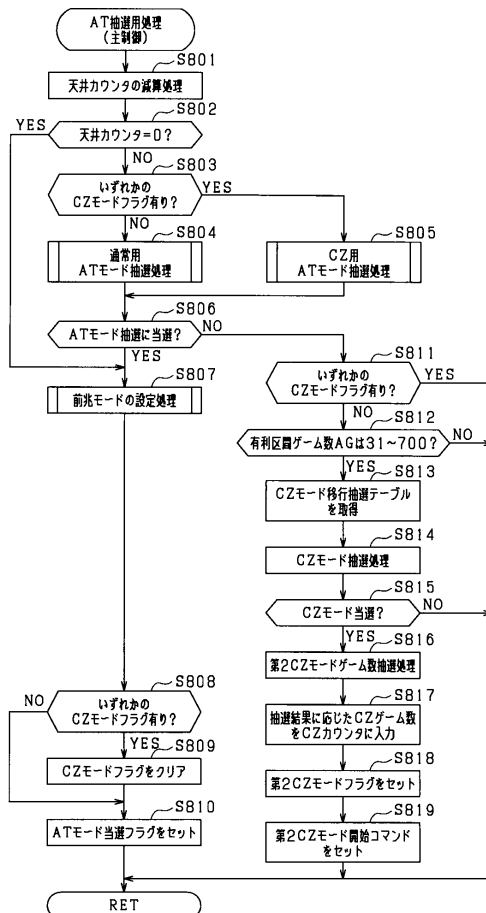 AT抽選用処理
(主制御)
S801
天井カウンタの減算処理
S802
YES
天井カウンタ=0?
NO
S803
いずれかの
CZモードフラグ有り?
YES
NO
S804
通常用
ATモード抽選処理
S805
CZ用
ATモード抽選処理
S806
ATモード抽選に当選?
NO
YES
S807
前兆モードの設定処理
S811
いずれかの
CZモードフラグ有り?
YES
NO
S812
有利区間ゲーム数AGは31~700?
NO
YES
S813
CZモード移行抽選テーブル
を取得
S814
CZモード抽選処理
S815
CZモード当選?
NO
YES
S816
第2CZモードゲーム数抽選処理
S817
抽選結果に応じたCZゲーム数
をCZカウンタに入力
S818
第2CZモードフラグをセット
S819
第2CZモード開始コマンド
をセット
S808
NO
いずれかの
CZモードフラグ有り?
YES
S809
CZモードフラグをクリア
S810
ATモード当選フラグをセット
RET